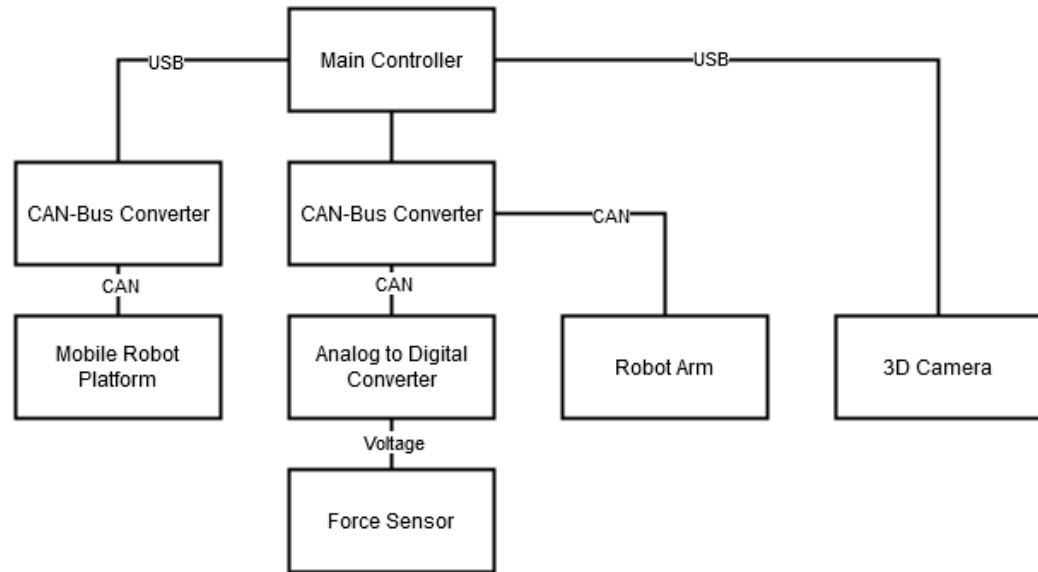 Main Controller
USB
USB
CAN-Bus Converter
CAN-Bus Converter
CAN
CAN
CAN
Mobile Robot
Platform
Analog to Digital
Converter
Robot Arm
3D Camera
Voltage
Force Sensor